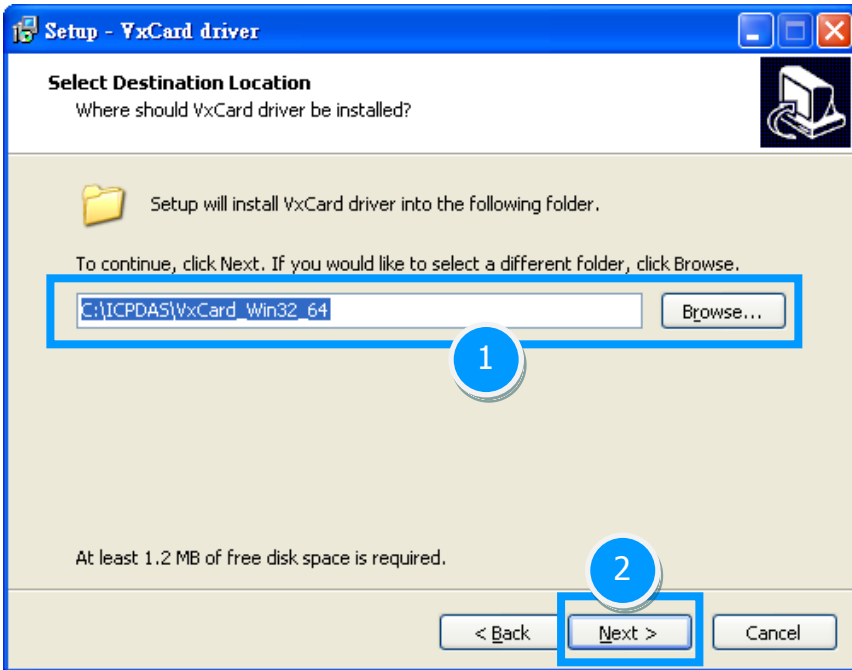 Setup - VxCard driver
Select Destination Location
Where should VxCard driver be installed?
Setup will install VxCard driver into the following folder.
To continue, click Next. If you would like to select a different folder, click Browse.
C:\ICPDAS\VxCard_Win32_64
Browse...
1
At least 1.2 MB of free disk space is required.
2
< Back
Next >
Cancel